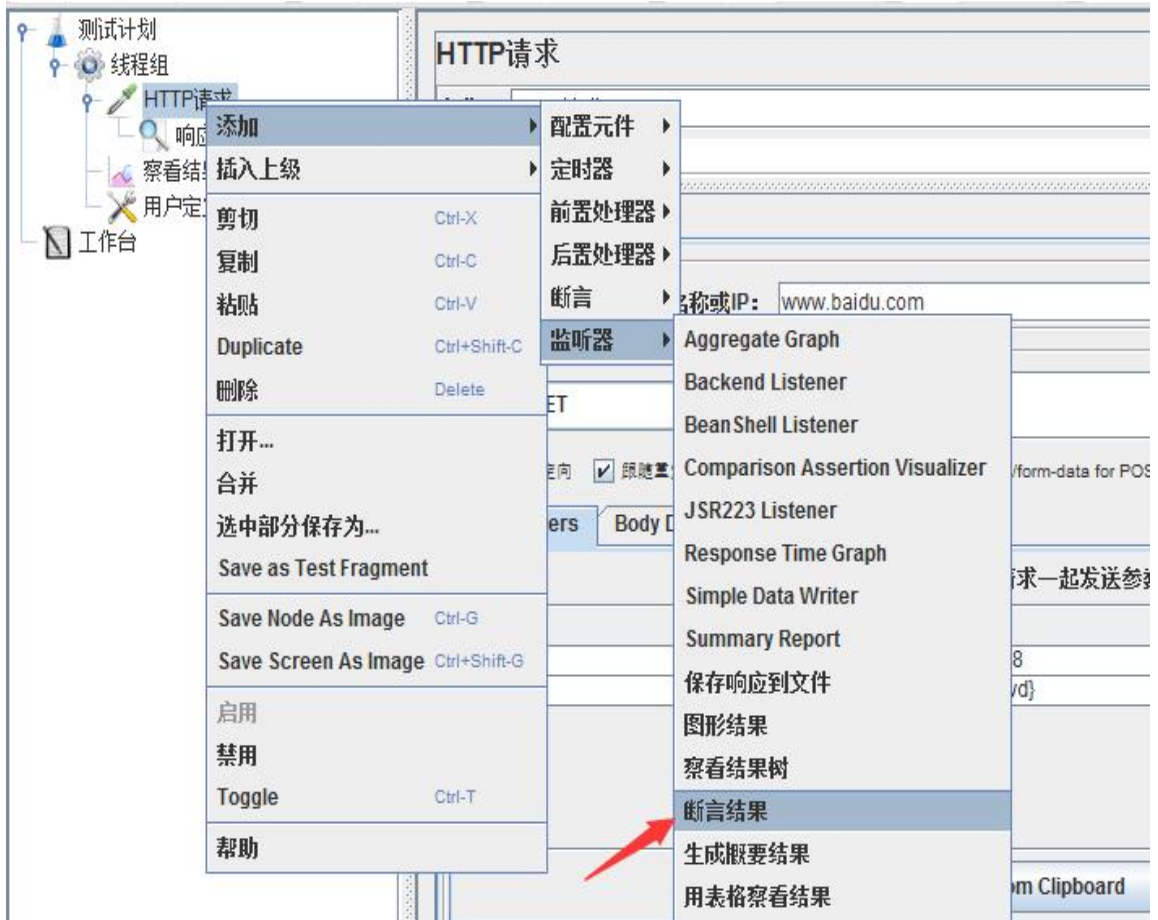 测试计划
线程组
HTTP请求
响应
察看结
用户定
工作台
HTTP请求
添加
插入上级
剪切 Ctrl-X
复制 Ctrl-C
粘贴 Ctrl-V
Duplicate Ctrl+Shift-C
删除 Delete
打开...
合并
选中部分保存为...
Save as Test Fragment
Save Node As Image Ctrl-G
Save Screen As Image Ctrl+Shift-G
启用
禁用
Toggle Ctrl-T
帮助
配置元件
定时器
前置处理器
后置处理器
断言
监听器
名称或IP： www.baidu.com
ET
定向 跟随重 /form-data for POS
ers Body D
求一起发送参数
8
vd}
om Clipboard
Aggregate Graph
Backend Listener
BeanShell Listener
Comparison Assertion Visualizer
JSR223 Listener
Response Time Graph
Simple Data Writer
Summary Report
保存响应到文件
图形结果
察看结果树
断言结果
生成概要结果
用表格察看结果